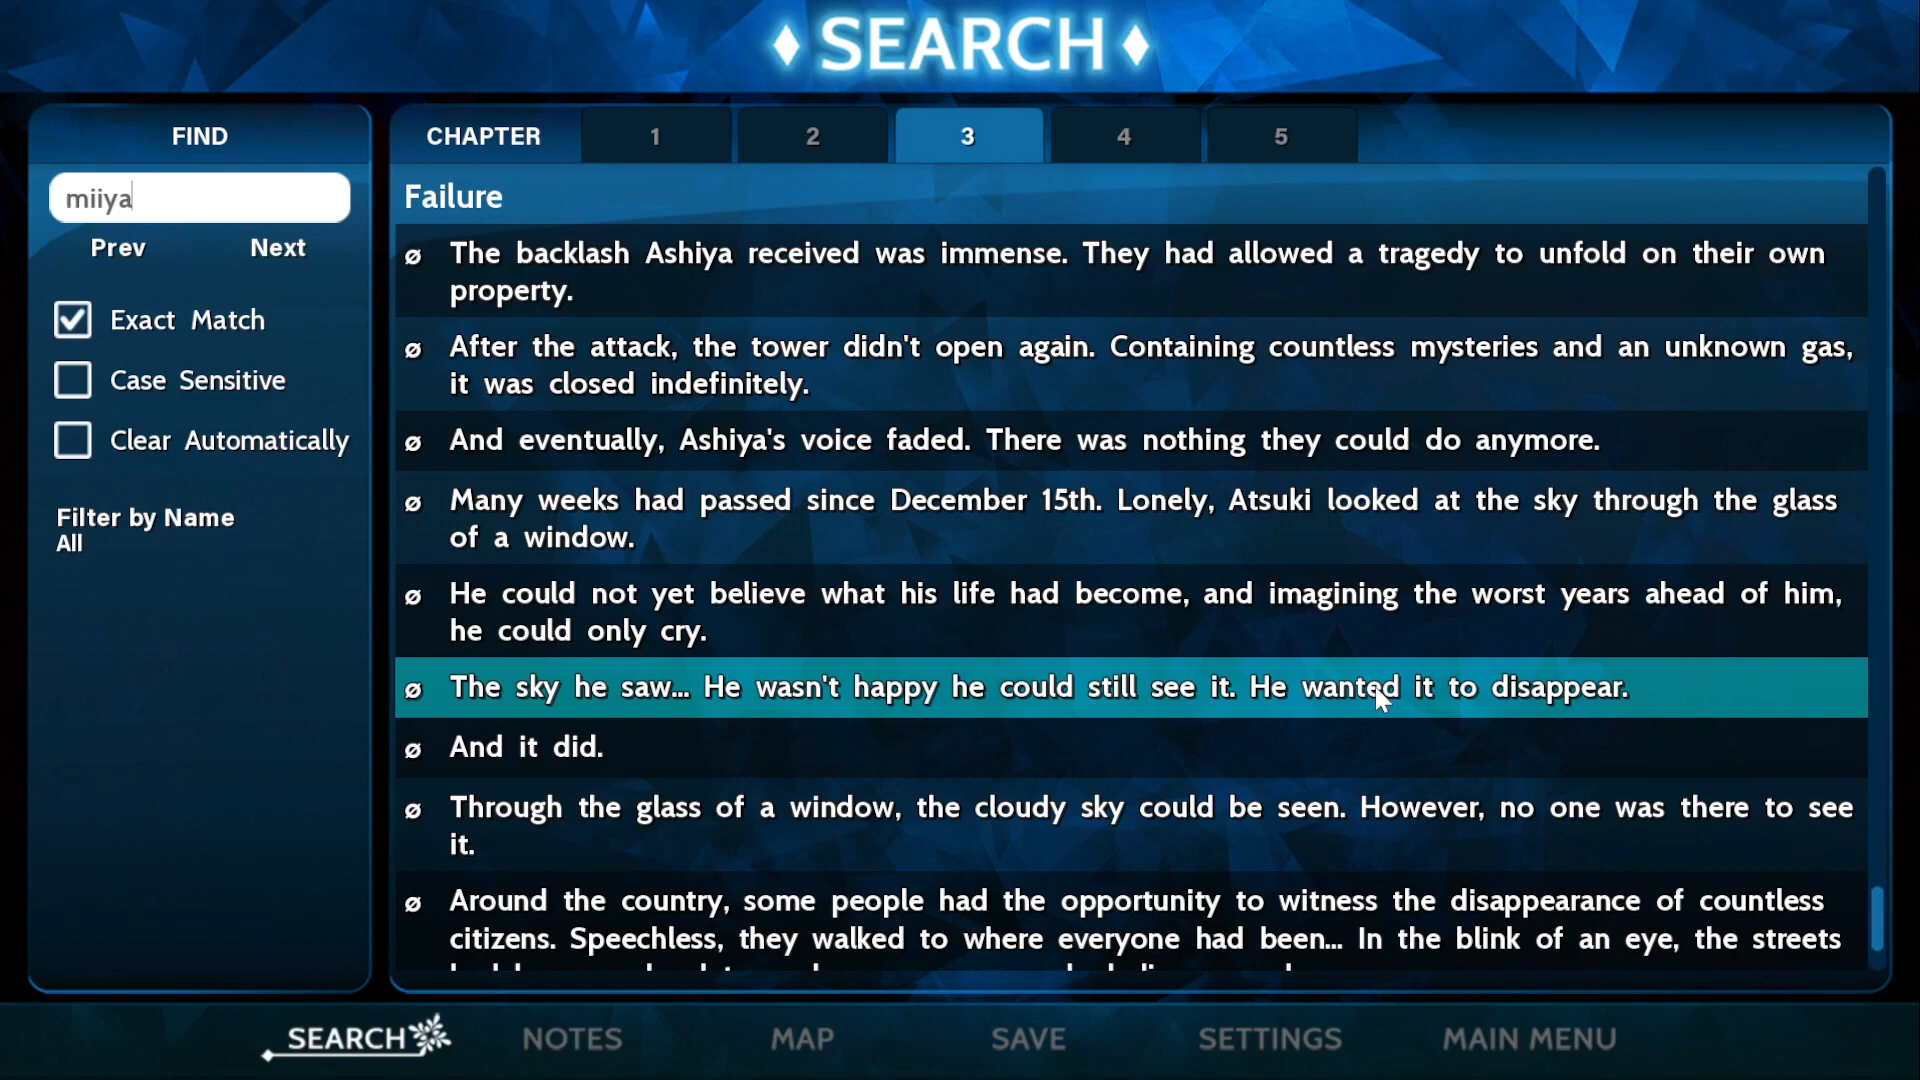 SEARCH
FIND
miiya
Prev Next
Exact Match
Case Sensitive
Clear Automatically
Filter by Name
All
CHAPTER 1 2 3 4 5
Failure
ø The backlash Ashiya received was immense. They had allowed a tragedy to unfold on their own
property.
ø After the attack, the tower didn't open again. Containing countless mysteries and an unknown gas,
it was closed indefinitely.
ø And eventually, Ashiya's voice faded. There was nothing they could do anymore.
ø Many weeks had passed since December 15th. Lonely, Atsuki looked at the sky through the glass
of a window.
ø He could not yet believe what his life had become, and imagining the worst years ahead of him,
he could only cry.
ø The sky he saw... He wasn't happy he could still see it. He wanted it to disappear.
ø And it did.
ø Through the glass of a window, the cloudy sky could be seen. However, no one was there to see
it.
ø Around the country, some people had the opportunity to witness the disappearance of countless
citizens. Speechless, they walked to where everyone had been... In the blink of an eye, the streets
SEARCH NOTES MAP SAVE SETTINGS MAIN MENU